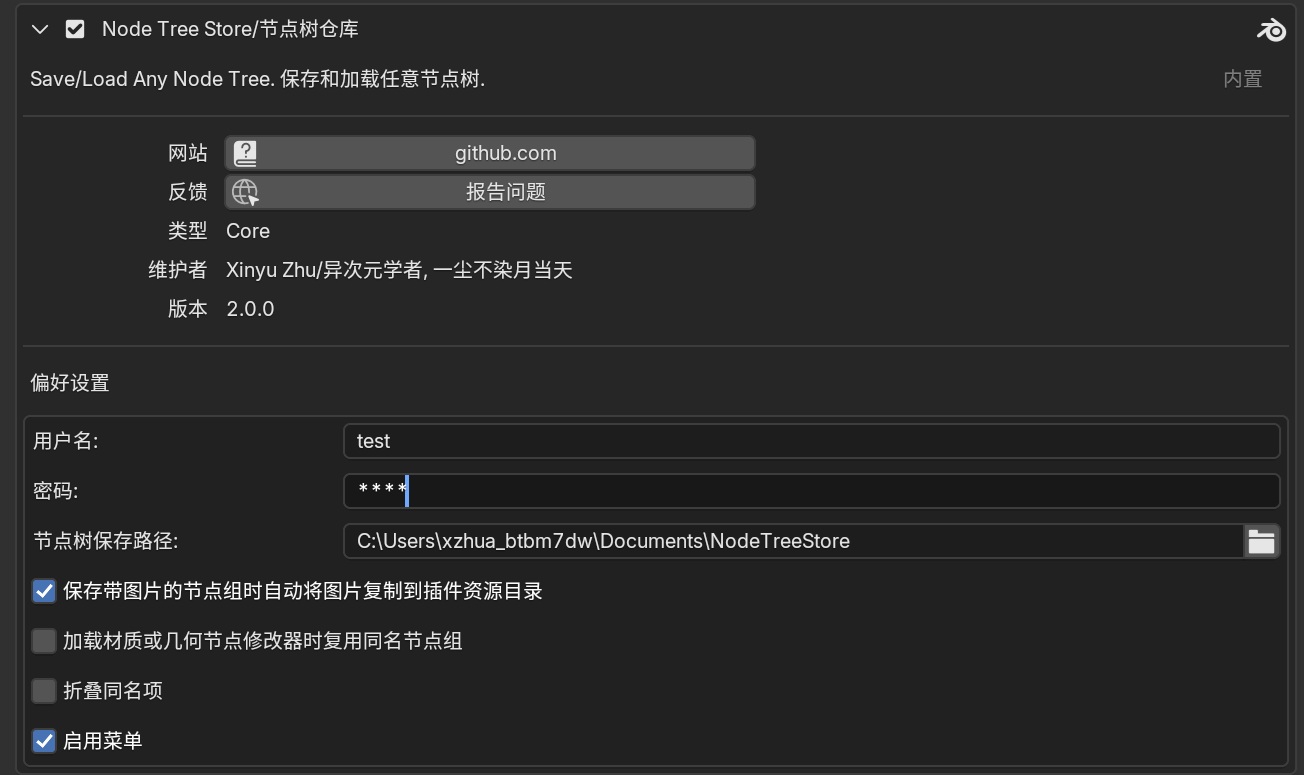 Node Tree Store/节点树仓库
Save/Load Any Node Tree. 保存和加载任意节点树. 内置
网站 github.com
反馈 报告问题
类型 Core
维护者 Xinyu Zhu/异次元学者, 一尘不染月当天
版本 2.0.0
偏好设置
用户名: test
密码: ****
节点树保存路径: C:\Users\xzhua_btbm7dw\Documents\NodeTreeStore
保存带图片的节点组时自动将图片复制到插件资源目录
加载材质或几何节点修改器时复用同名节点组
折叠同名项
启用菜单